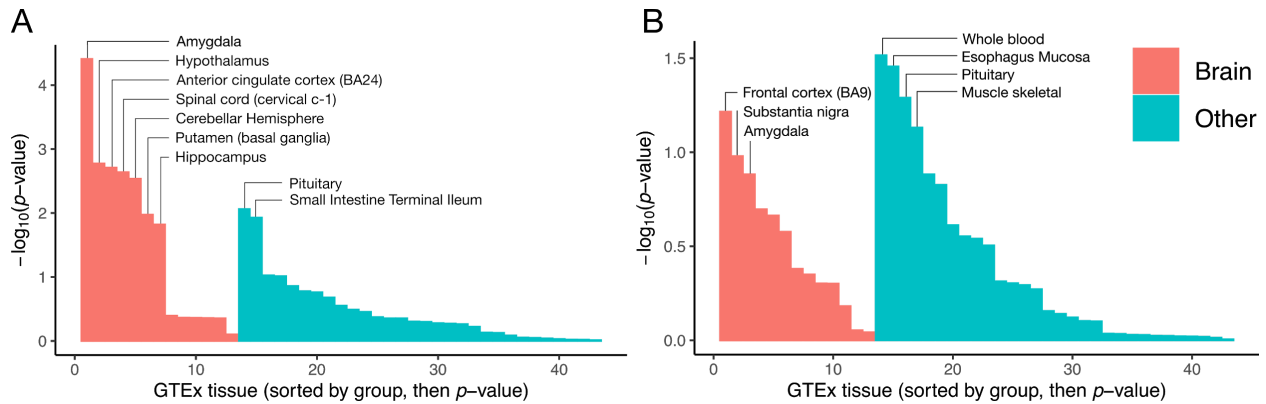 A
Amygdala
Hypothalamus
Anterior cingulate cortex (BA24)
Spinal cord (cervical c-1)
Cerebellar Hemisphere
Putamen (basal ganglia)
Hippocampus
Pituitary
Small Intestine Terminal Ileum
− log10(p−value)
4
3
2
1
0
0 10 20 30 40
GTEx tissue (sorted by group, then p−value)
B
Whole blood
Esophagus Mucosa
Pituitary
Muscle skeletal
Frontal cortex (BA9)
Substantia nigra
Amygdala
Brain
Other
− log10(p−value)
1.5
1.0
0.5
0.0
0 10 20 30 40
GTEx tissue (sorted by group, then p−value)